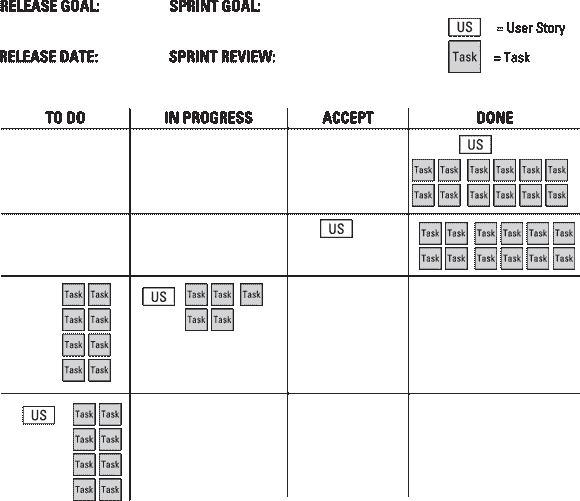 RELEASE GOAL: SPRINT GOAL:
US = User Story
RELEASE DATE: SPRINT REVIEW:
Task = Task
TO DO IN PROGRESS ACCEPT DONE
US
Task Task Task Task Task Task
Task Task Task Task Task Task
US
Task Task Task Task Task Task
Task Task Task Task Task Task
Task Task US Task Task Task
Task Task Task Task
Task Task
Task Task
US Task Task
Task Task
Task Task
Task Task